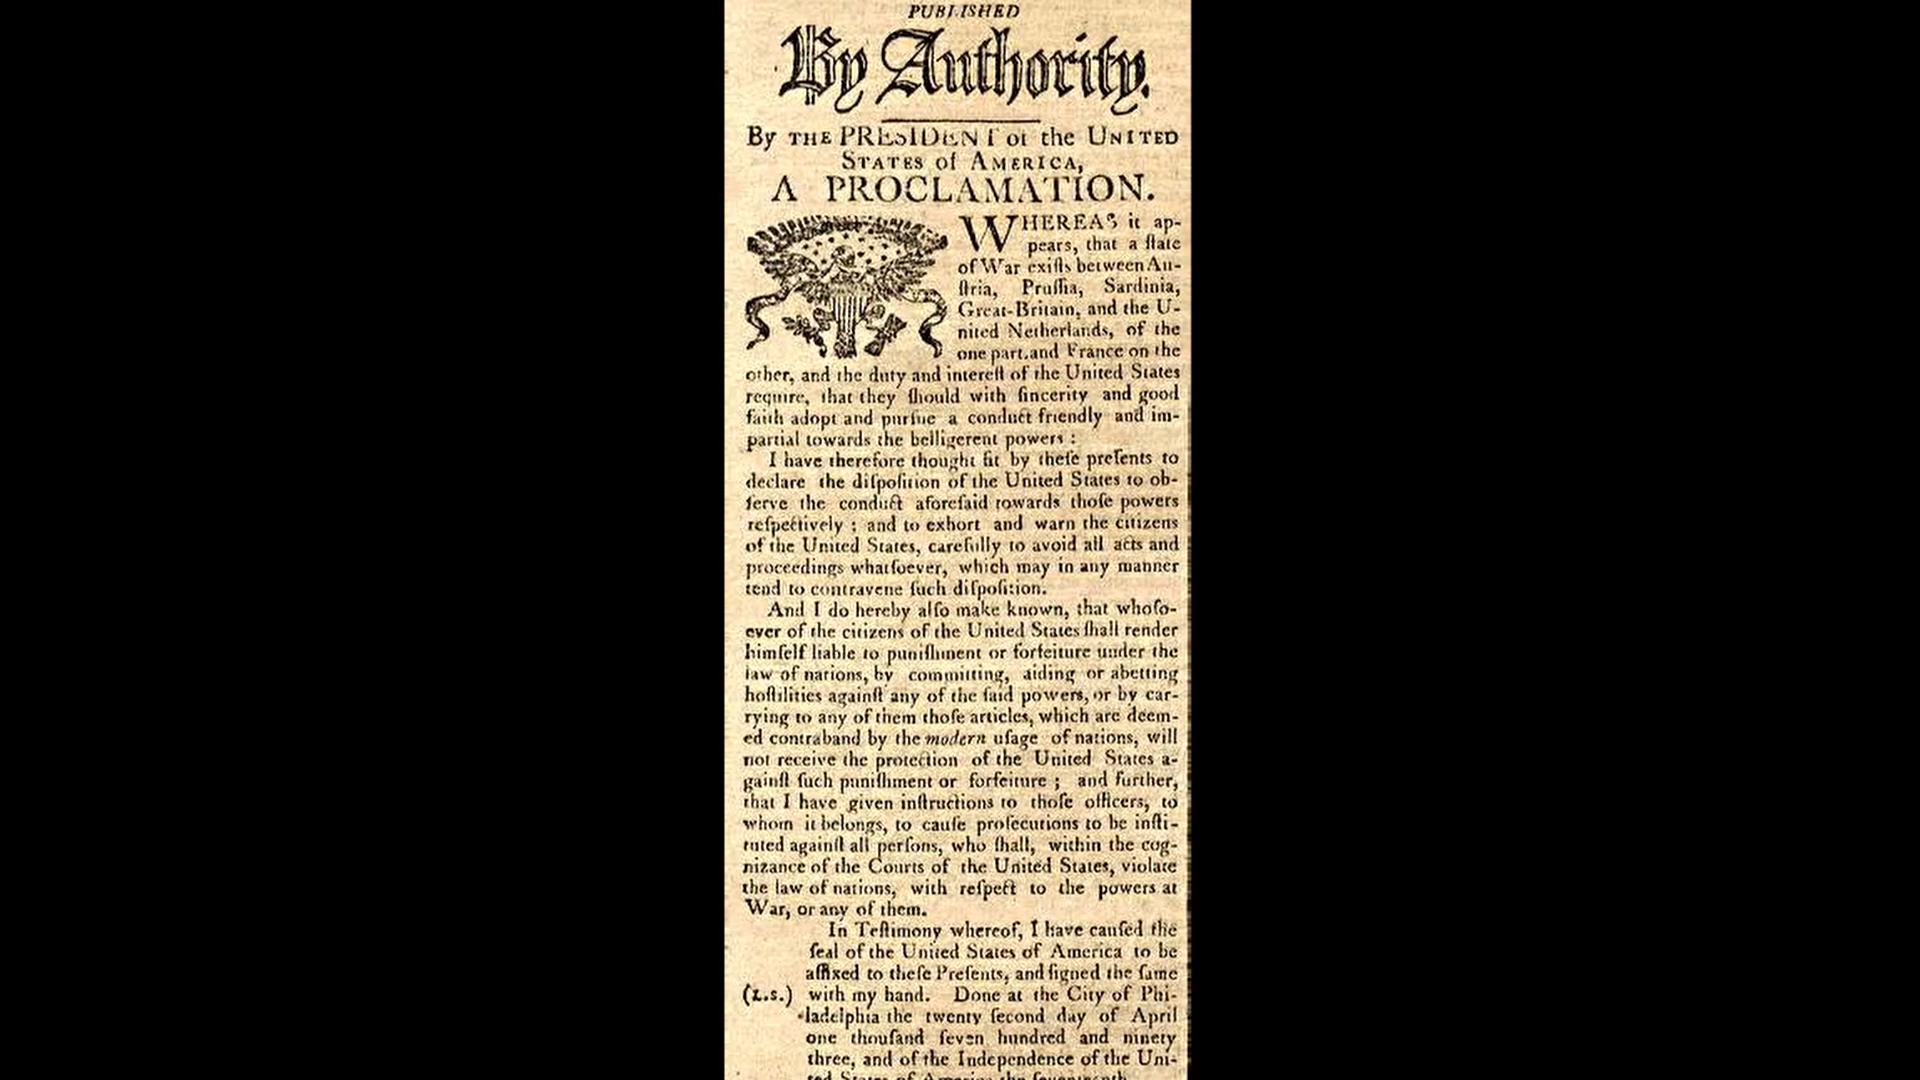 PUBLISHED
By Authority.
By THE PRESIDENT of the UNITED
STATES of AMERICA,
A PROCLAMATION.
WHEREAS it ap-
pears, that a ſtate
of War exiſts between Au-
ſtria, Pruſſia, Sardinia,
Great-Britain, and the U-
nited Netherlands, of the
one part, and France on the
other, and the duty and intereſt of the United States
require, that they ſhould with ſincerity and good
faith adopt and purſue a conduct friendly and im-
partial towards the belligerent powers :
I have therefore thought fit by theſe preſents to
declare the diſpoſition of the United States to ob-
ſerve the conduct aforeſaid towards thoſe powers
reſpectively ; and to exhort and warn the citizens
of the United States, carefully to avoid all acts and
proceedings whatſoever, which may in any manner
tend to contravene ſuch diſpoſition.
And I do hereby alſo make known, that whoſo-
ever of the citizens of the United States ſhall render
himſelf liable to puniſhment or forfeiture under the
law of nations, by committing, aiding or abetting
hoſtilities againſt any of the ſaid powers, or by car-
rying to any of them thoſe articles, which are deem-
ed contraband by the modern uſage of nations, will
not receive the protection of the United States a-
gainſt ſuch puniſhment or forfeiture ; and further,
that I have given inſtructions to thoſe officers, to
whom it belongs, to cauſe proſecutions to be inſti-
tuted againſt all perſons, who ſhall, within the cog-
nizance of the Courts of the United States, violate
the law of nations, with reſpect to the powers at
War, or any of them.
In Teſtimony whereof, I have cauſed the
ſeal of the United States of America to be
affixed to theſe Preſents, and ſigned the ſame
(L.S.) with my hand. Done at the City of Phi-
ladelphia the twenty ſecond day of April
one thouſand ſeven hundred and ninety
three, and of the Independence of the Uni-
ted States of America the ſeventeenth.